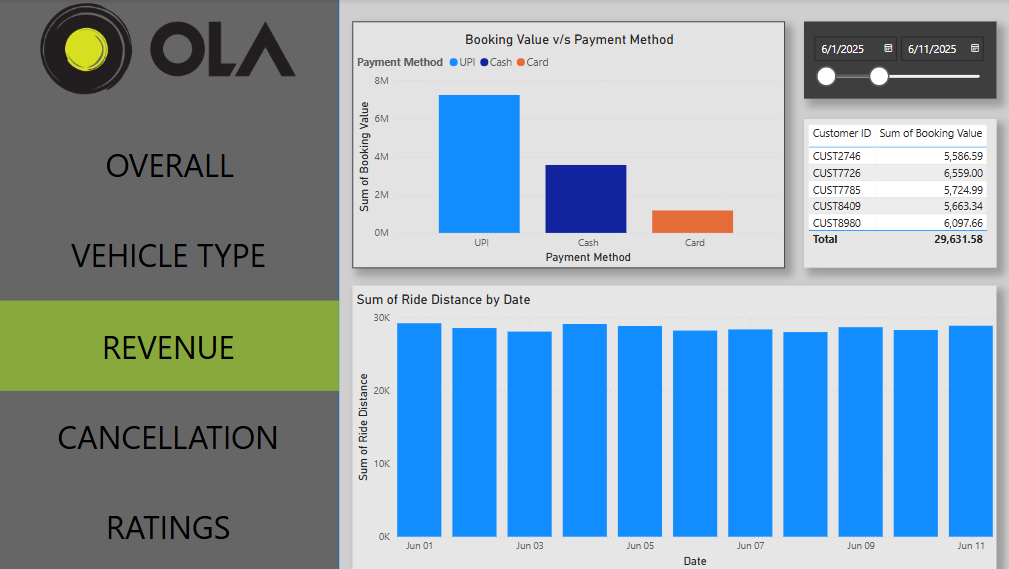 OLA
OVERALL
VEHICLE TYPE
REVENUE
CANCELLATION
RATINGS
Booking Value v/s Payment Method
Payment Method UPI Cash Card
Sum of Booking Value
8M
6M
4M
2M
0M
UPI Cash Card
Payment Method
6/1/2025 6/11/2025
Customer ID Sum of Booking Value
CUST2746 5,586.59
CUST7726 6,559.00
CUST7785 5,724.99
CUST8409 5,663.34
CUST8980 6,097.66
Total 29,631.58
Sum of Ride Distance by Date
Sum of Ride Distance
30K
20K
10K
0K
Jun 01 Jun 03 Jun 05 Jun 07 Jun 09 Jun 11
Date